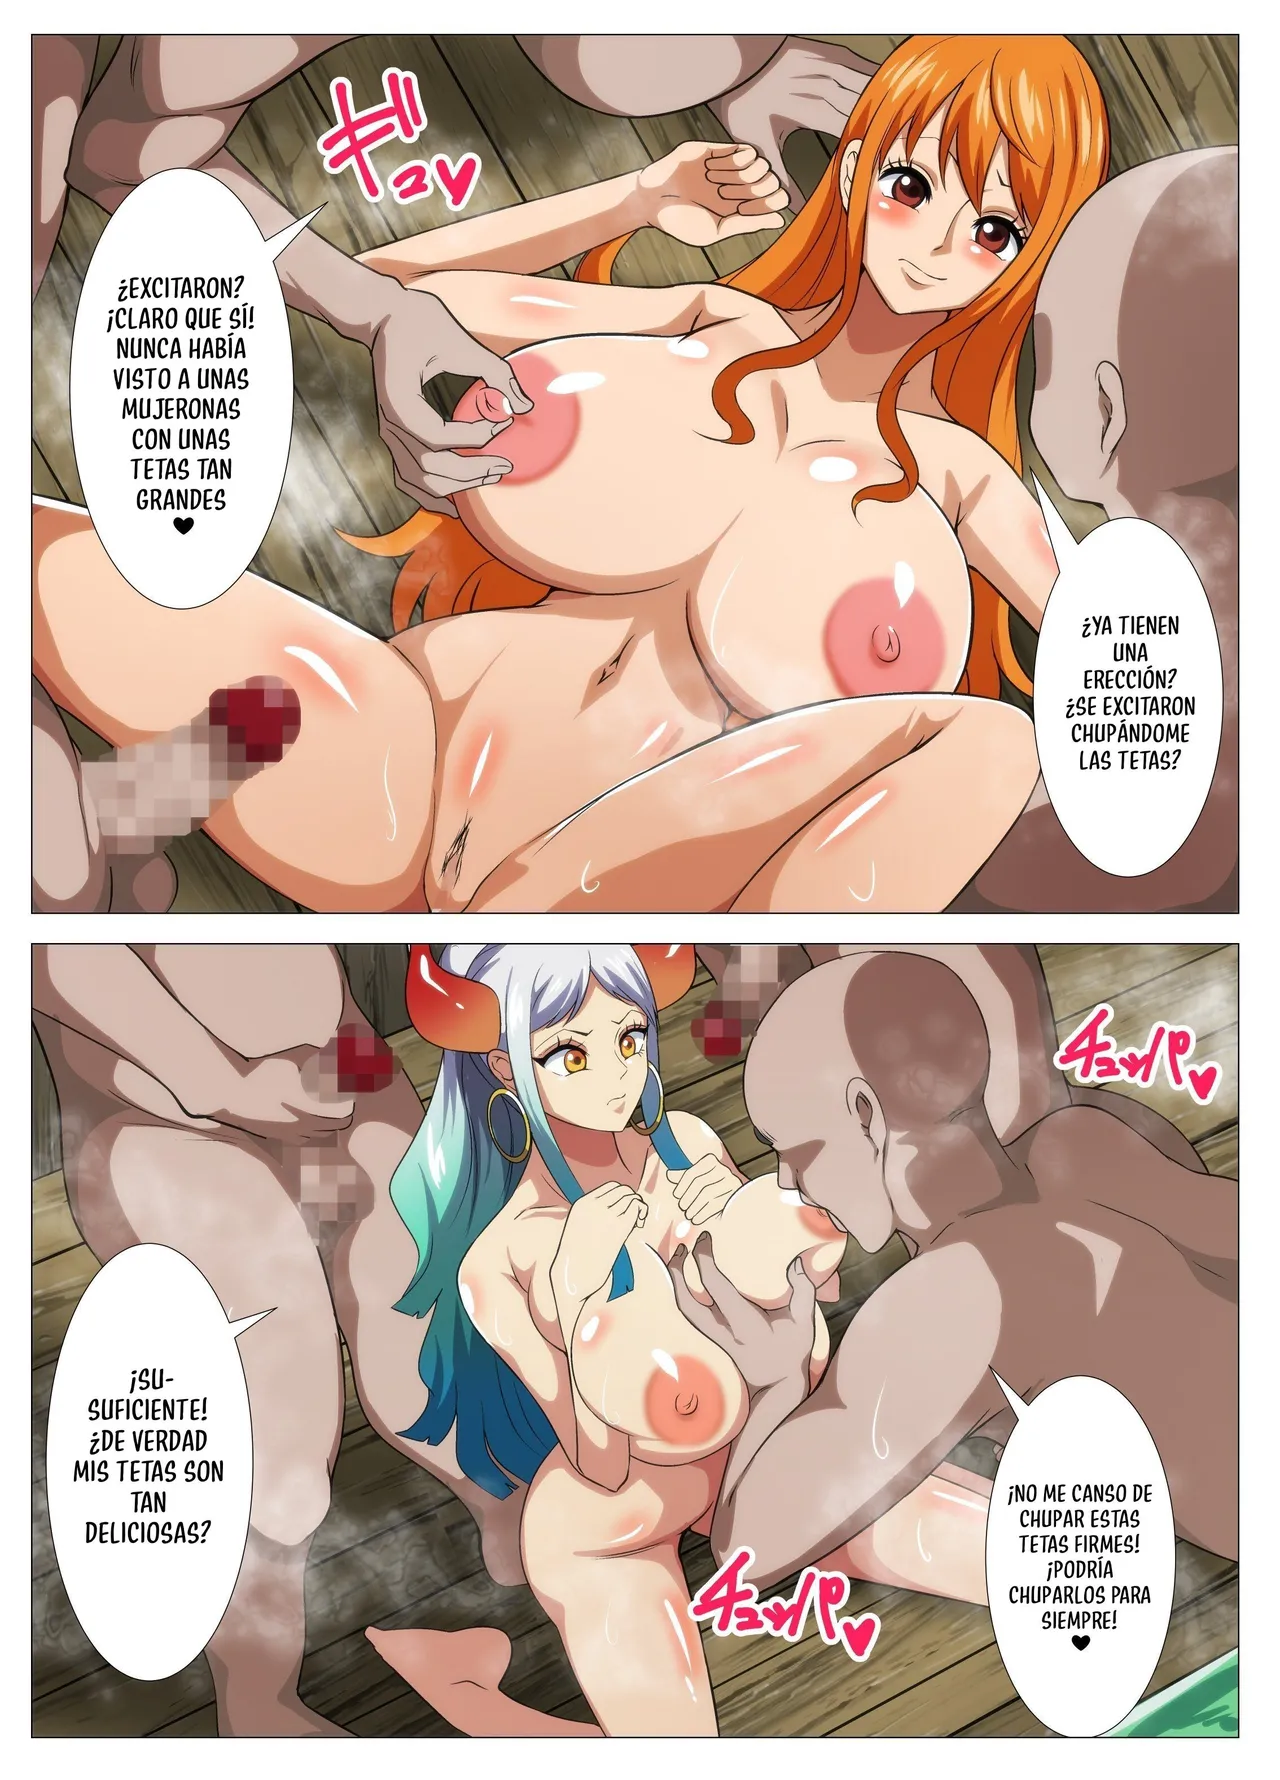 ギュ♥
¿YA TIENEN
UNA
ERECCIÓN?
¿SE EXCITARON
CHUPÁNDOME
LAS TETAS?
¿EXCITARON?
¡CLARO QUE SÍ!
NUNCA HABÍA
VISTO A UNAS
MUJERONAS
CON UNAS
TETAS TAN
GRANDES
♥
チュッパ♥
¡SU-
SUFICIENTE!
¿DE VERDAD
MIS TETAS SON
TAN
DELICIOSAS?
¡NO ME CANSO DE
CHUPAR ESTAS
TETAS FIRMES!
¡PODRÍA
CHUPARLOS PARA
SIEMPRE!
♥
チュッパ♥